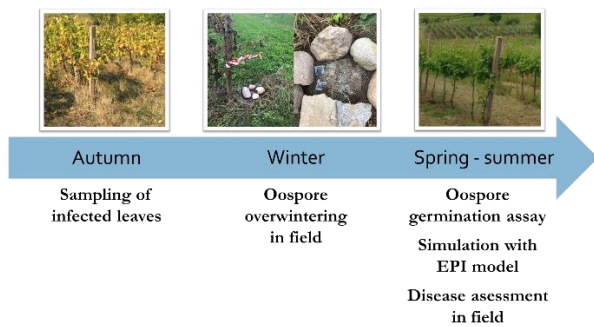 Autumn
Winter
Spring - summer
Sampling of
infected leaves
Oospore
overwintering
in field
Oospore
germination assay
Simulation with
EPI model
Disease asessment
in field